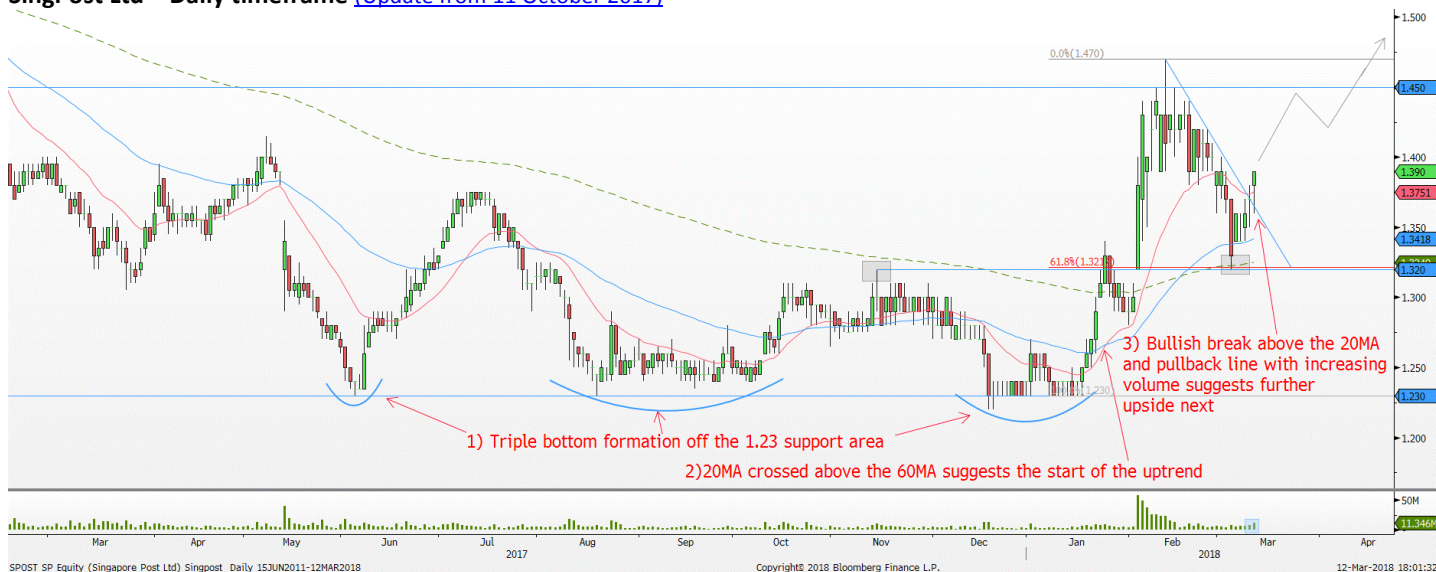 SingPost Ltd – Daily timeframe (Update from 11 October 2017)
1.500
0.0%(1.470)
1.450
1.400
1.390
1.3751
1.350
1.3418
61.8%(1.321
1.320
1.300
3) Bullish break above the 20MA
and pullback line with increasing
volume suggests further
upside next
1.250
1.230
1) Triple bottom formation off the 1.23 support area
1.200
2)20MA crossed above the 60MA suggests the start of the uptrend
50M
11.346M
Mar Apr May Jun Jul Aug Sep Oct Nov Dec Jan Feb Mar Apr
2017 2018
SPOST SP Equity (Singapore Post Ltd) Singpost Daily 15JUN2011-12MAR2018 Copyright© 2018 Bloomberg Finance L.P. 12-Mar-2018 18:01:32